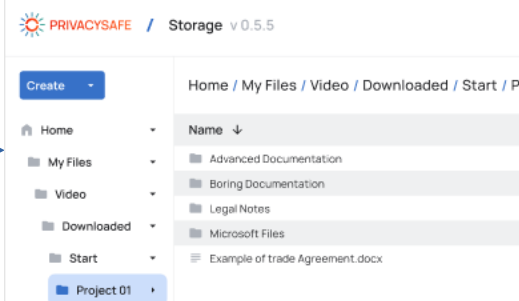 PRIVACYSAFE / Storage v 0.5.5
Create
Home / My Files / Video / Downloaded / Start / P
Home
My Files
Video
Downloaded
Start
Project 01
Name ↓
Advanced Documentation
Boring Documentation
Legal Notes
Microsoft Files
Example of trade Agreement.docx